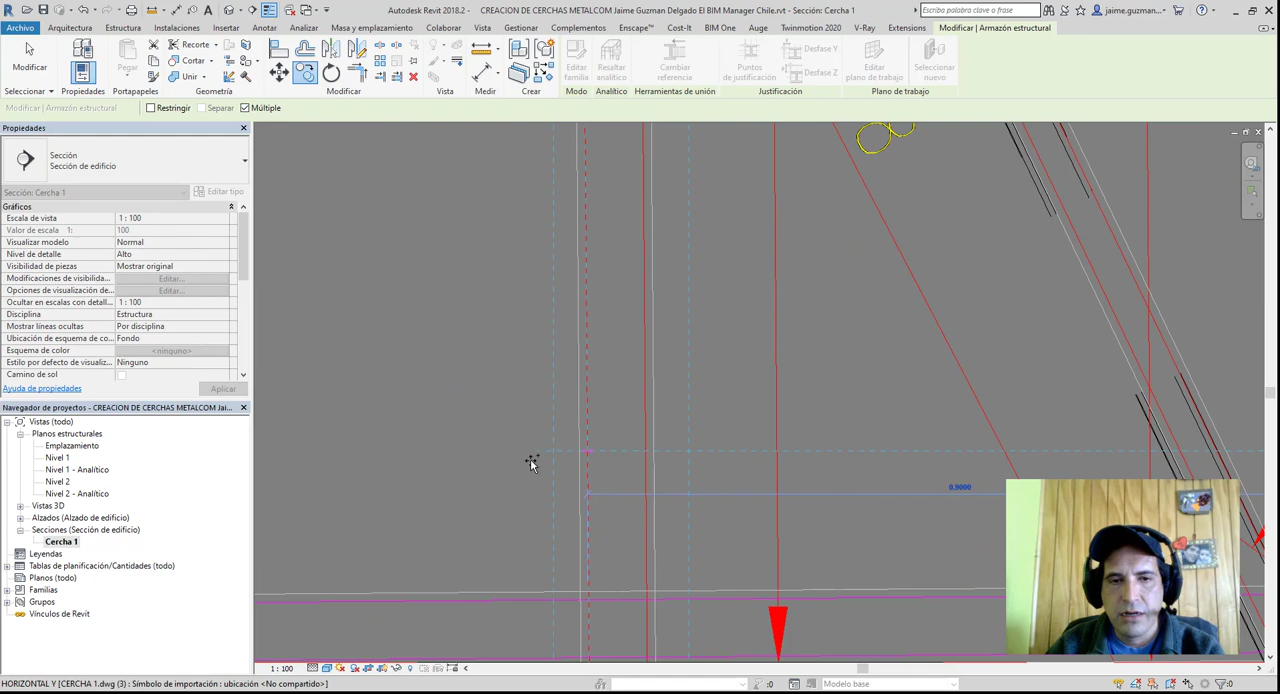 Autodesk Revit 2018.2 - CREACION DE CERCHAS METALCOM Jaime Guzman Delgado El BIM Manager Chile.rvt - Sección: Cercha 1
Escriba palabra clave o frase
jaime.guzman...
Archivo Arquitectura Estructura Instalaciones Insertar Anotar Analizar Masa y emplazamiento Colaborar Vista Gestionar Complementos Enscape™ Cost-It BIM One Auge Twinmotion 2020 V-Ray Extensions Modificar | Armazón estructural
Modificar
Propiedades
Pegar
Recorte
Cortar
Unir
Editar familia
Resaltar analítico
Cambiar referencia
Puntos de justificación
Desfase Y
Desfase Z
Editar plano de trabajo
Seleccionar nuevo
Seleccionar Propiedades Portapapeles Geometría Modificar Vista Medir Crear Modo Analítico Herramientas de unión Justificación Plano de trabajo
Modificar | Armazón estructural Restringir Separar Múltiple
Propiedades
Sección
Sección de edificio
Sección: Cercha 1 Editar tipo
Gráficos
Escala de vista 1 : 100
Valor de escala 1: 100
Visualizar modelo Normal
Nivel de detalle Alto
Visibilidad de piezas Mostrar original
Modificaciones de visibilida... Editar...
Opciones de visualización de... Editar...
Ocultar en escalas con detall... 1 : 100
Disciplina Estructura
Mostrar líneas ocultas Por disciplina
Ubicación de esquema de co... Fondo
Esquema de color <ninguno>
Estilo por defecto de visualiz... Ninguno
Camino de sol
Ayuda de propiedades Aplicar
Navegador de proyectos - CREACION DE CERCHAS METALCOM Jai...
Vistas (todo)
Planos estructurales
Emplazamiento
Nivel 1
Nivel 1 - Analítico
Nivel 2
Nivel 2 - Analítico
Vistas 3D
Alzados (Alzado de edificio)
Secciones (Sección de edificio)
Cercha 1
Leyendas
Tablas de planificación/Cantidades (todo)
Planos (todo)
Familias
Grupos
Vínculos de Revit
0.9000
1 : 100
HORIZONTAL Y [CERCHA 1.dwg (3) : Símbolo de importación : ubicación <No compartido>]
:0
Modelo base
:0